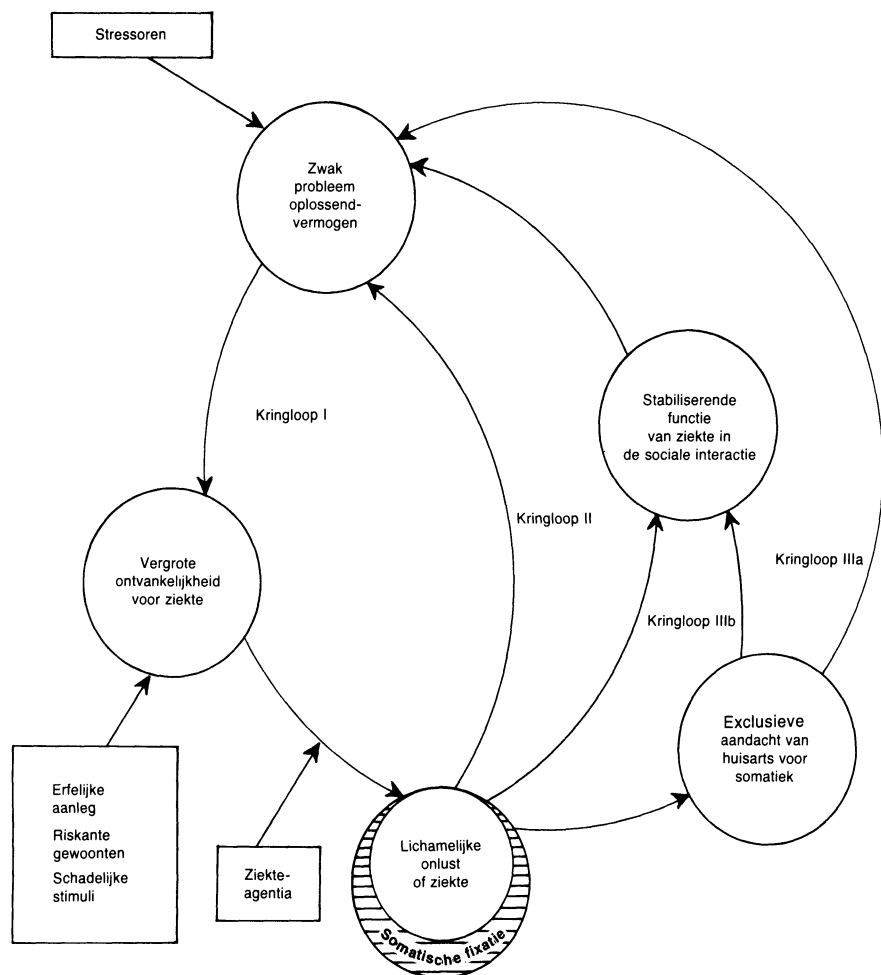 Stressoren
Zwak
probleem
oplossend-
vermogen
Kringloop I
Stabiliserende
functie
van ziekte in
de sociale interactie
Kringloop II
Vergrote
ontvankelijkheid
voor ziekte
Kringloop IIIa
Kringloop IIIb
Exclusieve
aandacht van
huisarts voor
somatiek
Erfelijke
aanleg
Riskante
gewoonten
Schadelijke
stimuli
Ziekte-
agentia
Lichamelijke
onlust
of ziekte
Somatische fixatie